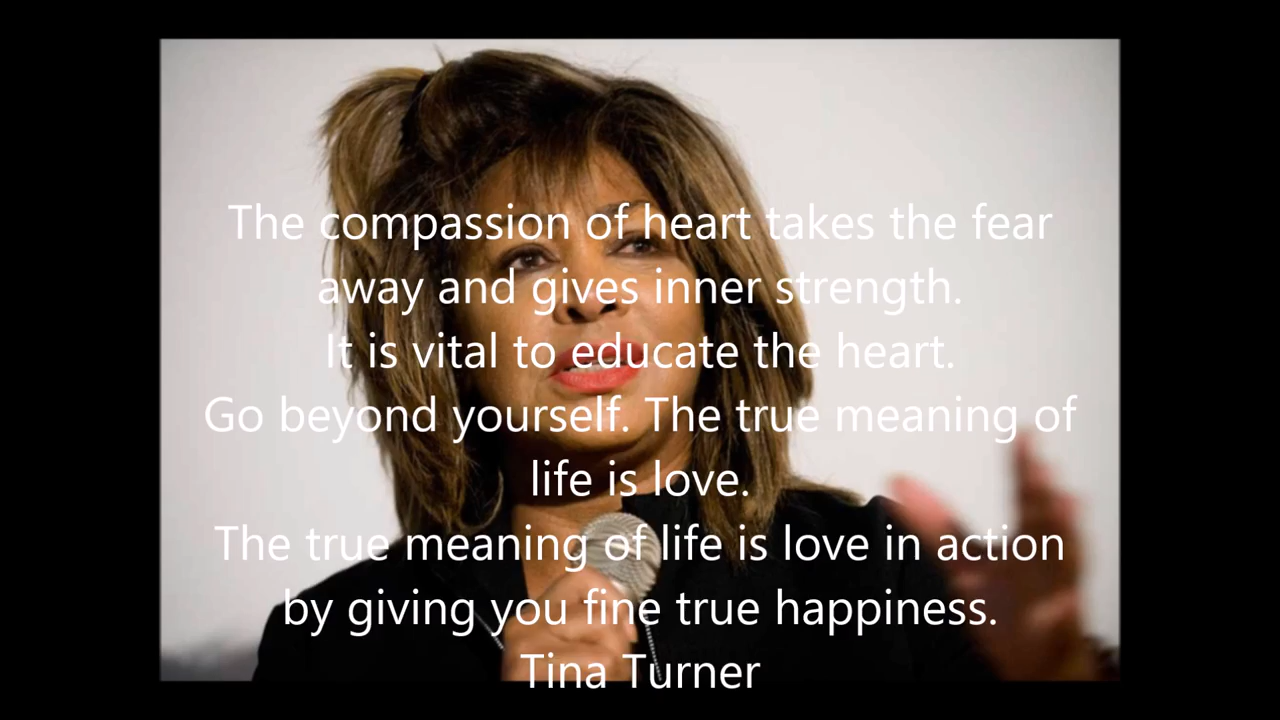 The compassion of heart takes the fear
away and gives inner strength.
It is vital to educate the heart.
Go beyond yourself. The true meaning of
life is love.
The true meaning of life is love in action
by giving you fine true happiness.
Tina Turner